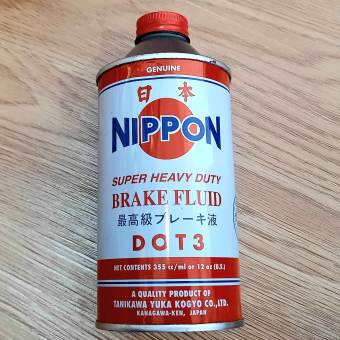 GENUINE
日本
NIPPON
SUPER HEAVY DUTY
BRAKE FLUID
最高級ブレーキ液
DOT3
NET CONTENTS 355 cc/ml or 12 oz (U.S.)
A QUALITY PRODUCT OF
TANIKAWA YUKA KOGYO CO.,LTD.
KANAGAWA-KEN, JAPAN